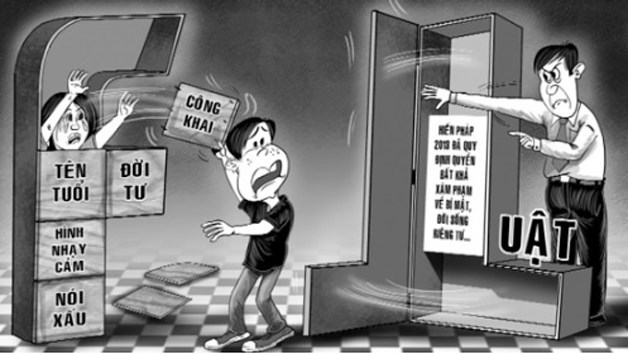 CÔNG
KHAI
TÊN
TUỔI
ĐỜI
TƯ
HÌNH
NHẠY
CẢM
NÓI
XẤU
HIẾN PHÁP
2013 ĐÃ QUY
ĐỊNH QUYỀN
BẤT KHẢ
XÂM PHẠM
VỀ BÍ MẬT,
ĐỜI SỐNG
RIÊNG TƯ...
LUẬT